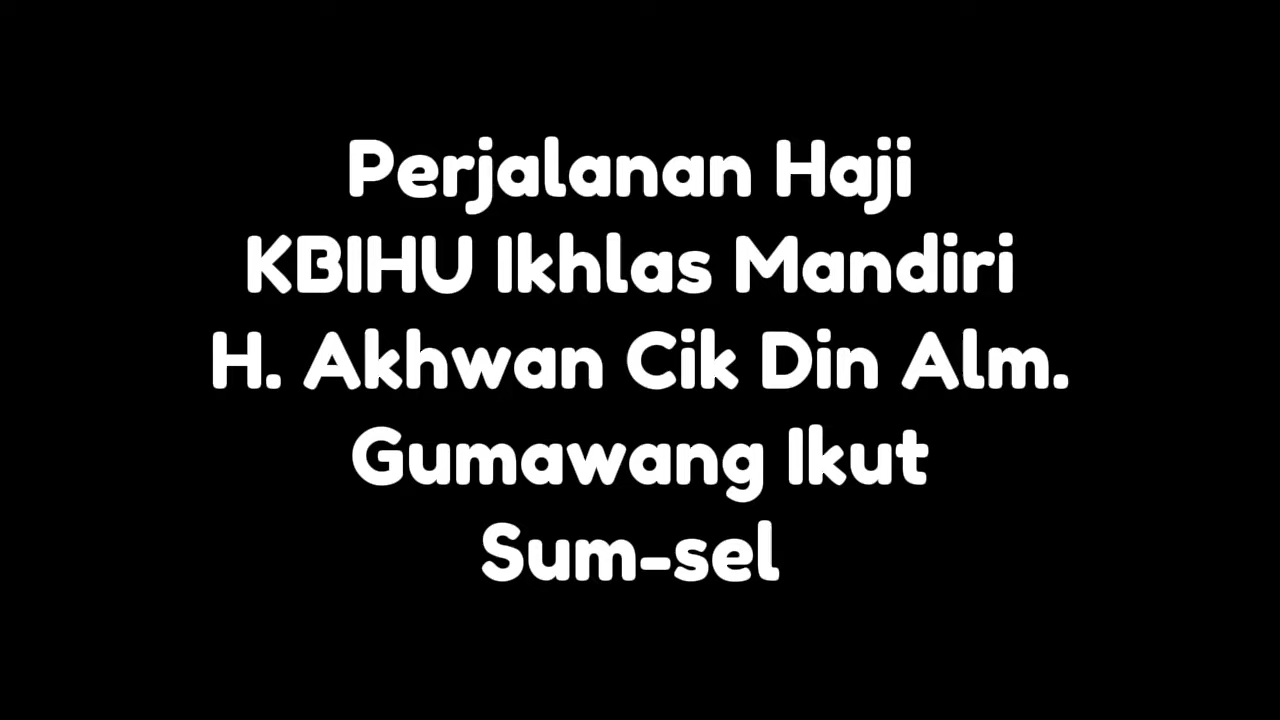 Perjalanan Haji
KBIHU Ikhlas Mandiri
H. Akhwan Cik Din Alm.
Gumawang Ikut
Sum-sel